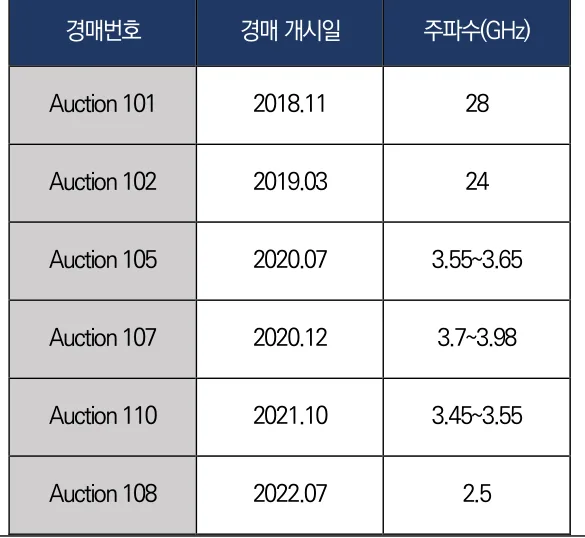 경매번호 경매 개시일 주파수(GHz)
Auction 101 2018.11 28
Auction 102 2019.03 24
Auction 105 2020.07 3.55~3.65
Auction 107 2020.12 3.7~3.98
Auction 110 2021.10 3.45~3.55
Auction 108 2022.07 2.5